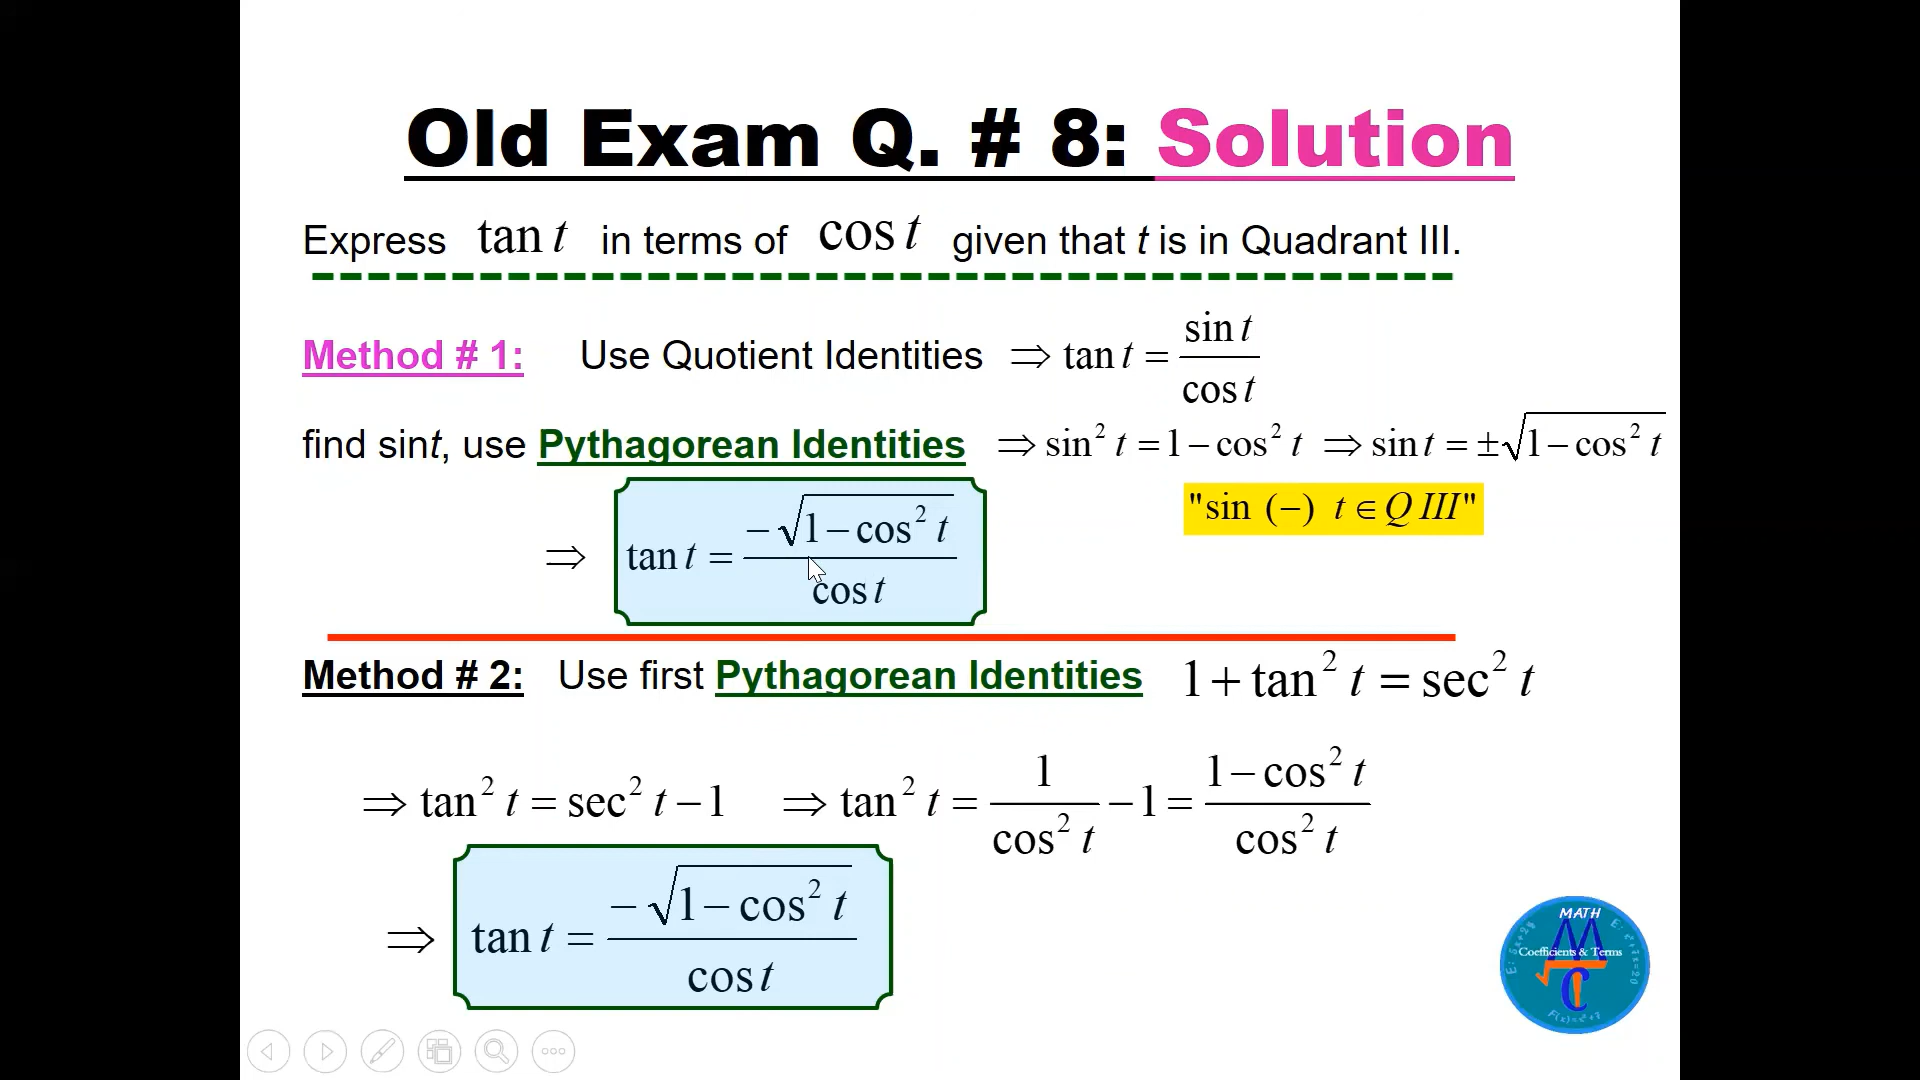 Old Exam Q. # 8: Solution
Express tan t in terms of cos t given that t is in Quadrant III.
Method # 1: Use Quotient Identities ⇒ tan t = sin t / cos t
find sint, use Pythagorean Identities ⇒ sin² t = 1 − cos² t ⇒ sin t = ±√(1 − cos² t)
"sin (−) t ∈ Q III"
⇒ tan t = −√(1 − cos² t) / cos t
Method # 2: Use first Pythagorean Identities 1 + tan² t = sec² t
⇒ tan² t = sec² t − 1 ⇒ tan² t = 1 / cos² t − 1 = (1 − cos² t) / cos² t
⇒ tan t = −√(1 − cos² t) / cos t
MATH
Coefficients & Terms